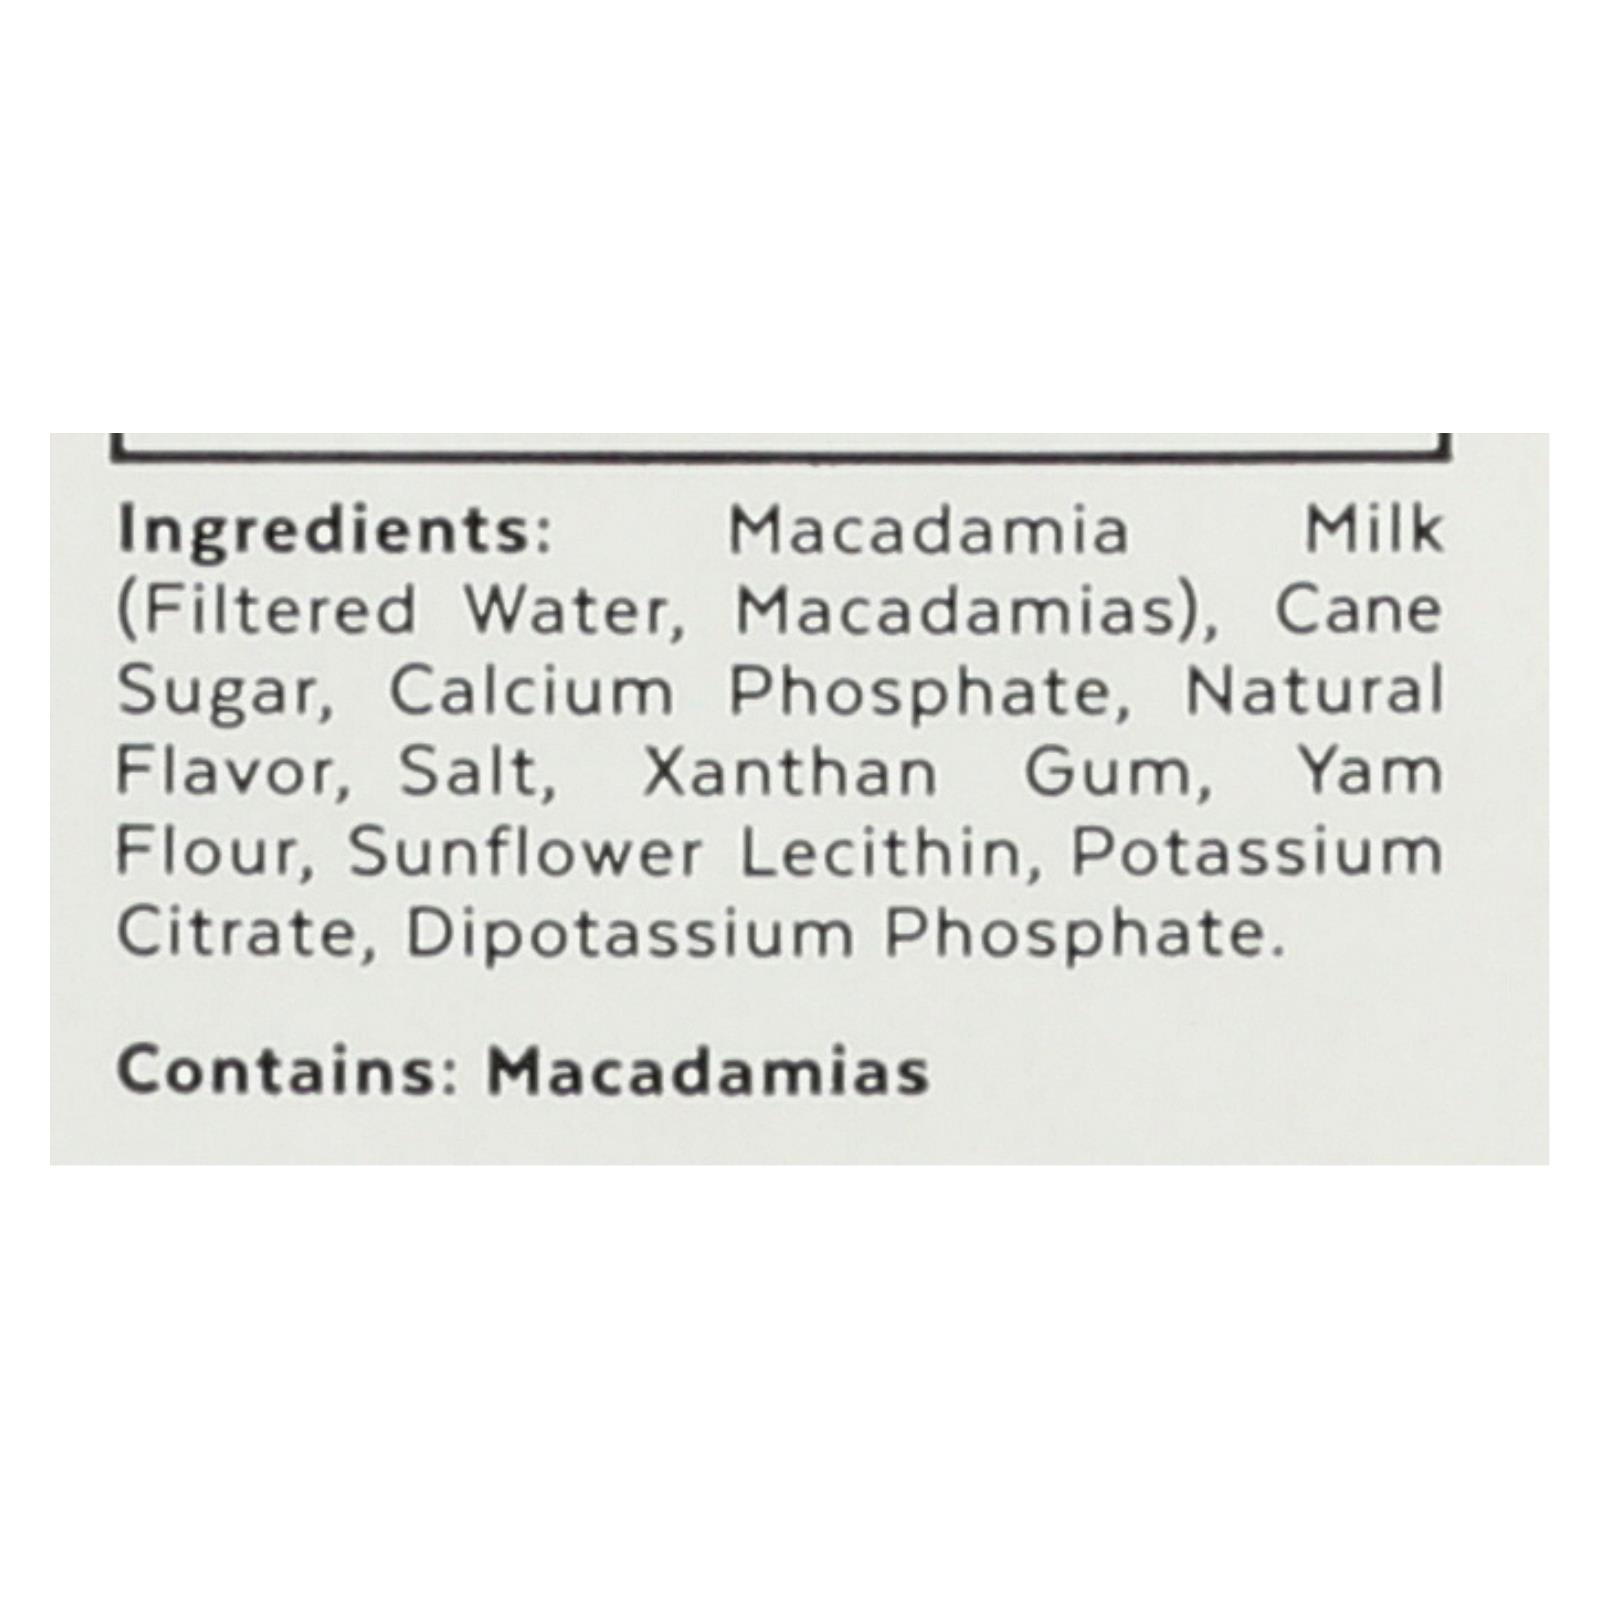 Ingredients: Macadamia Milk
(Filtered Water, Macadamias), Cane
Sugar, Calcium Phosphate, Natural
Flavor, Salt, Xanthan Gum, Yam
Flour, Sunflower Lecithin, Potassium
Citrate, Dipotassium Phosphate.
Contains: Macadamias